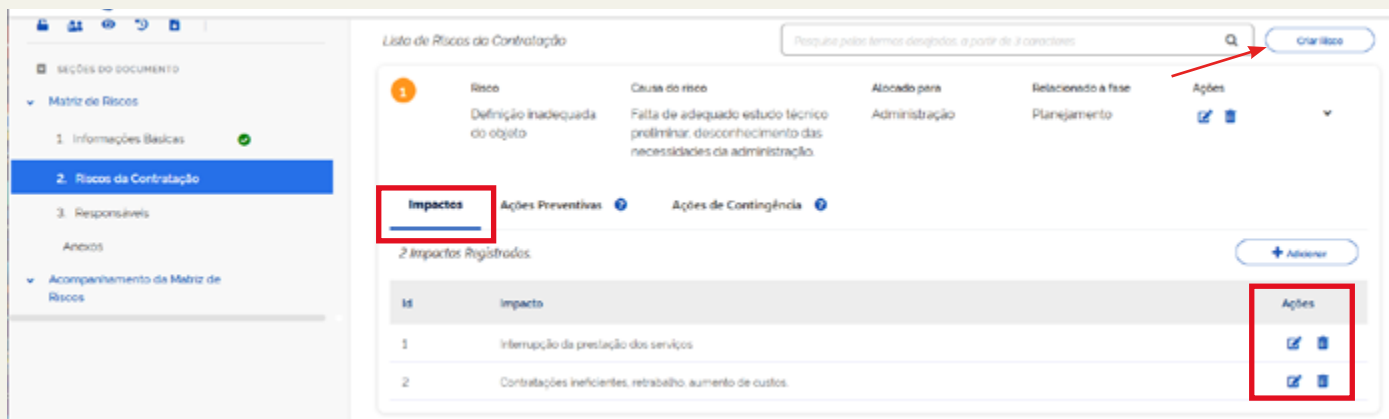 SEÇÕES DO DOCUMENTO
Matriz de Riscos
1. Informações Básicas
2. Riscos da Contratação
3. Responsáveis
Anexos
Acompanhamento da Matriz de
Riscos
Lista de Riscos da Contratação
Pesquise pelos termos desejados, a partir de 3 caracteres
Criar Risco
1
Risco
Causa do risco
Alocado para
Relacionado à fase
Ações
Definição inadequada
do objeto
Falta de adequado estudo técnico
preliminar, desconhecimento das
necessidades da administração.
Administração
Planejamento
Impactos
Ações Preventivas ?
Ações de Contingência ?
2 Impactos Registrados.
+ Adicionar
Id
Impacto
Ações
1
Interrupção da prestação dos serviços
2
Contratações ineficientes, retrabalho, aumento de custos.